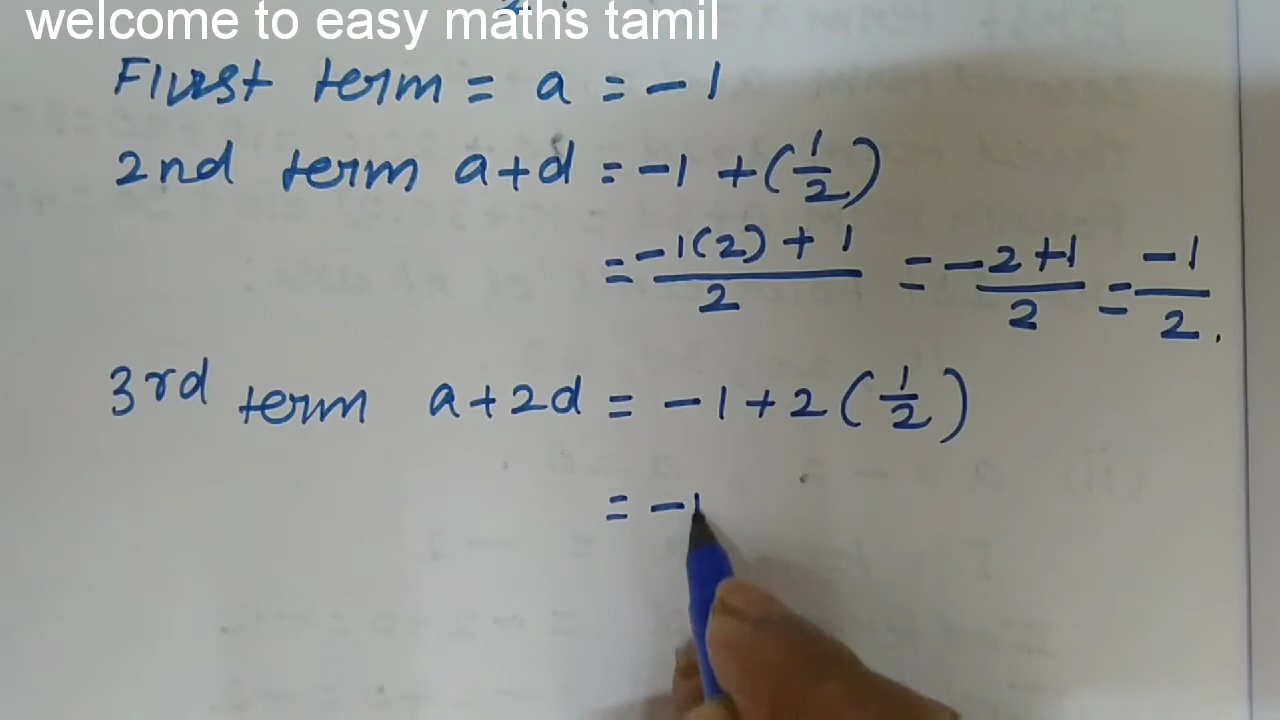 welcome to easy maths tamil
First term = a = -1
2nd term a+d = -1 + (1/2)
= -1(2) + 1 / 2 = -2+1 / 2 = -1 / 2.
3rd term a+2d = -1+2(1/2)
= -1